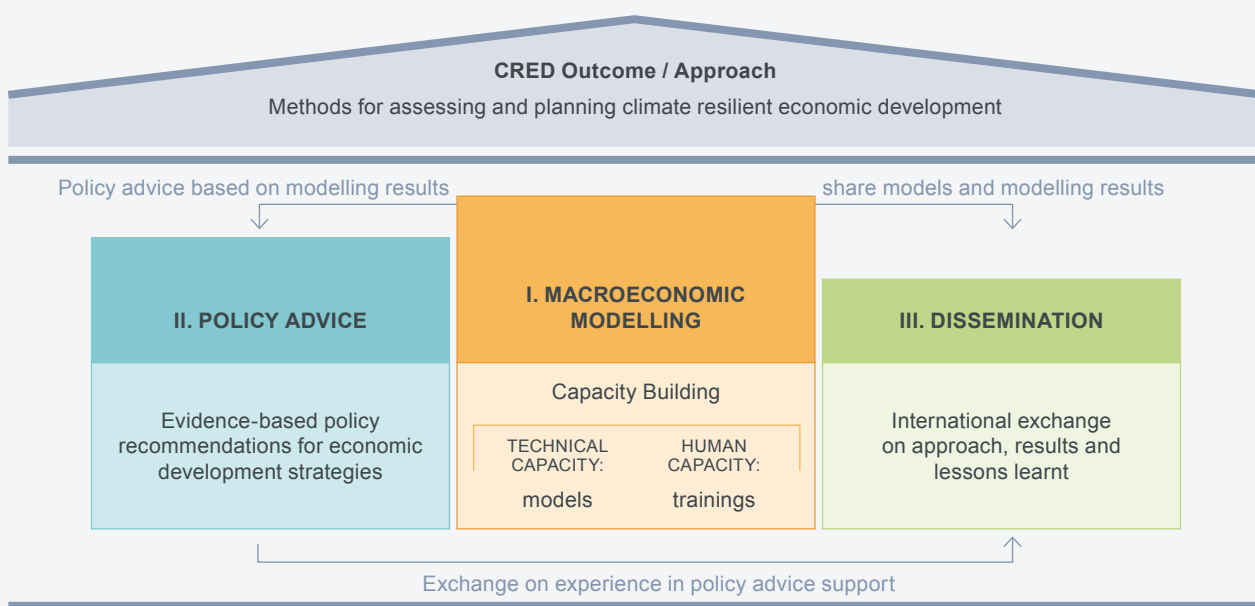 CRED Outcome / Approach
Methods for assessing and planning climate resilient economic development
Policy advice based on modelling results
share models and modelling results
II. POLICY ADVICE
Evidence-based policy
recommendations for economic
development strategies
I. MACROECONOMIC
MODELLING
Capacity Building
TECHNICAL
CAPACITY:
models
HUMAN
CAPACITY:
trainings
III. DISSEMINATION
International exchange
on approach, results and
lessons learnt
Exchange on experience in policy advice support